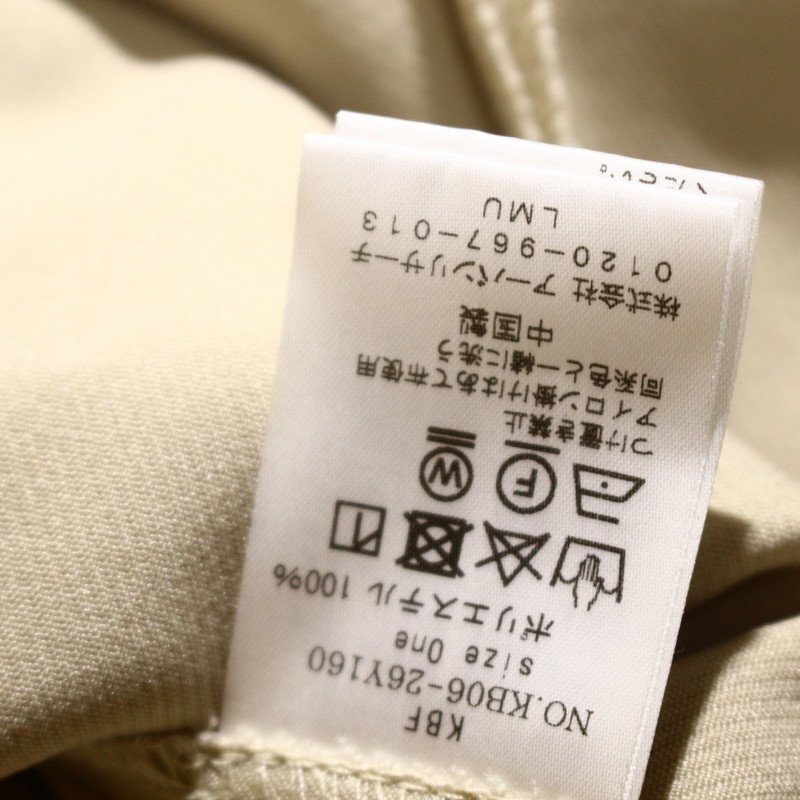 KBF
NO.KB06-26Y160
size One
ポリエステル 100%
つけ置き禁止
アイロン掛けはあて布使用
同系色と一緒に洗う
中国製
株式会社 アーバンリサーチ
0120-967-013
LMU